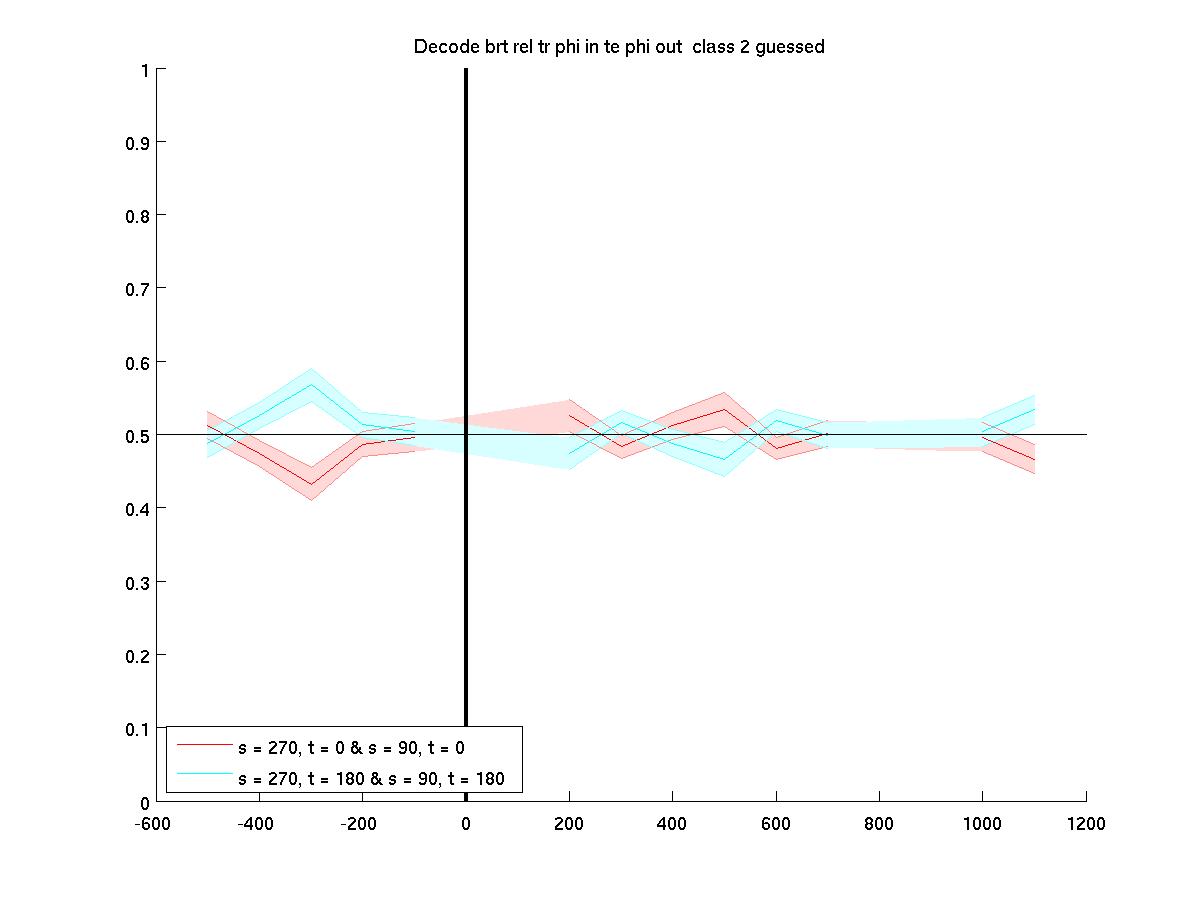 Decode brt rel tr phi in te phi out  class 2 guessed
1
0.9
0.8
0.7
0.6
0.5
0.4
0.3
0.2
0.1
0
s = 270, t = 0 & s = 90, t = 0
s = 270, t = 180 & s = 90, t = 180
-600 -400 -200 0 200 400 600 800 1000 1200